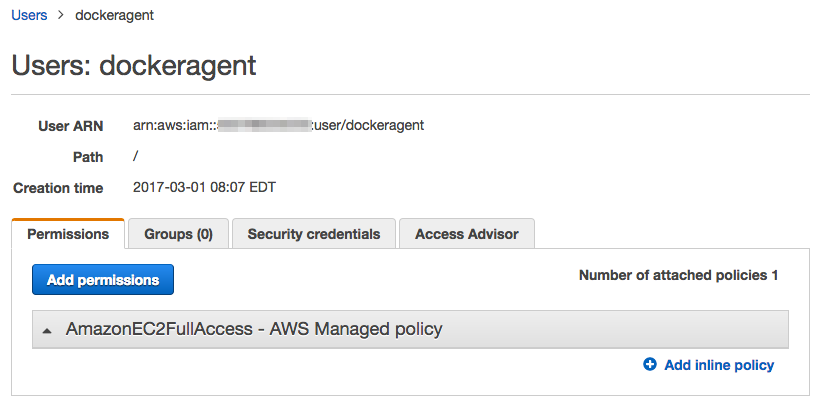 Users > dockeragent
Users: dockeragent
User ARN arn:aws:iam:: :user/dockeragent
Path /
Creation time 2017-03-01 08:07 EDT
Permissions Groups (0) Security credentials Access Advisor
Add permissions Number of attached policies 1
AmazonEC2FullAccess - AWS Managed policy
Add inline policy